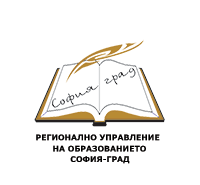 София град
РЕГИОНАЛНО УПРАВЛЕНИЕ
НА ОБРАЗОВАНИЕТО
СОФИЯ-ГРАД